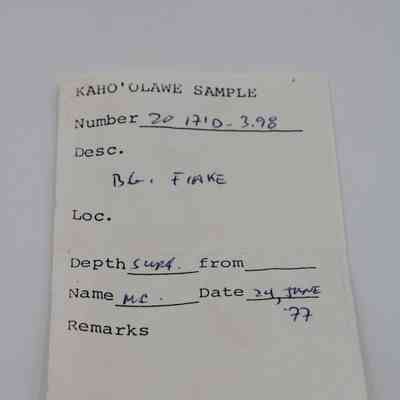 KAHO'OLAWE SAMPLE
Number 20 171D-3.98
Desc.
BG. FLAKE
Loc.
Depth surf. from
Name MC. Date 24, JUNE
'77
Remarks